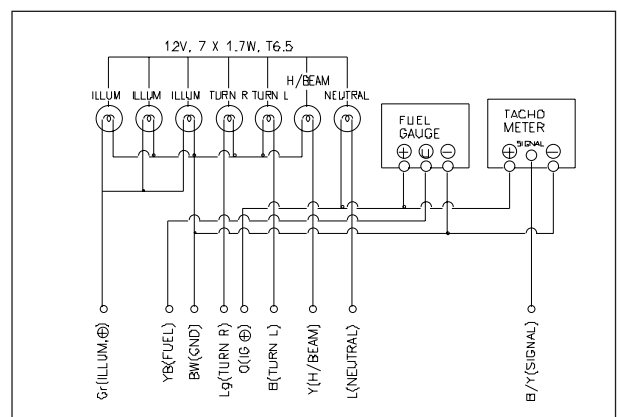 12V, 7 X 1.7W, T6.5
H/BEAM
ILLUM ILLUM ILLUM TURN R TURN L NEUTRAL
FUEL
GAUGE
⊕ U ⊖
TACHO
METER
SIGNAL
⊕ ⊖
Gr(ILLUM,⊕)
YB(FUEL)
BW(GND)
Lg(TURN R)
O(IG ⊕)
B(TURN L)
Y(H/BEAM)
L(NEUTRAL)
B/Y(SIGNAL)